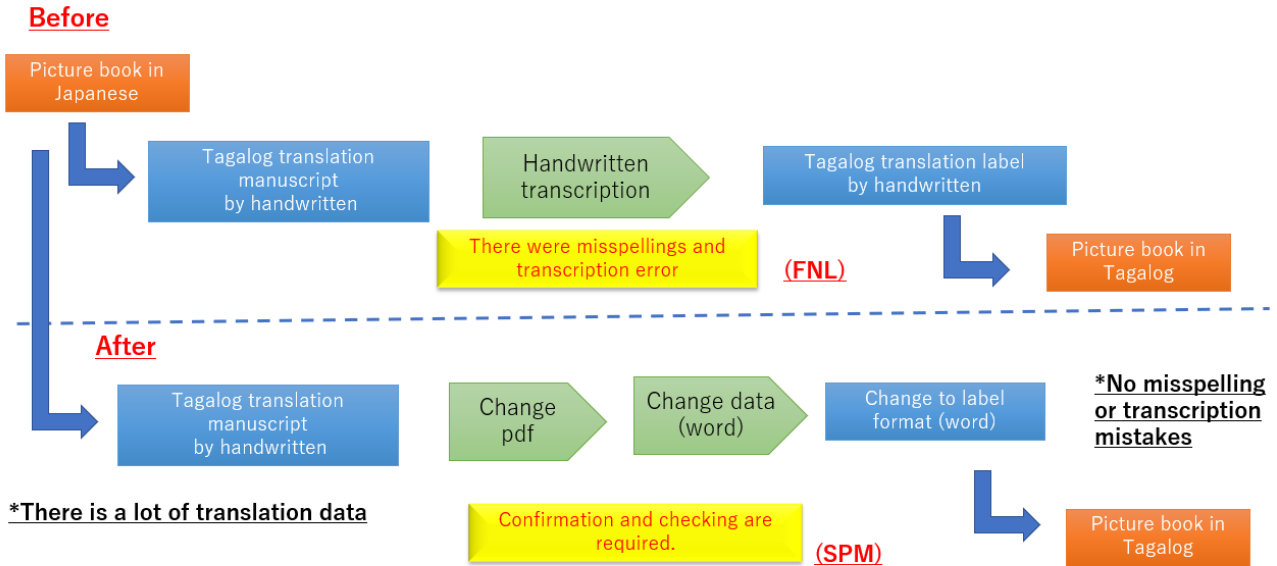 Before
Picture book in
Japanese
Tagalog translation
manuscript
by handwritten
Handwritten
transcription
Tagalog translation label
by handwritten
There were misspellings and
transcription error
(FNL)
Picture book in
Tagalog
After
Tagalog translation
manuscript
by handwritten
Change
pdf
Change data
(word)
Change to label
format (word)
*No misspelling
or transcription
mistakes
*There is a lot of translation data
Confirmation and checking are
required.
(SPM)
Picture book in
Tagalog